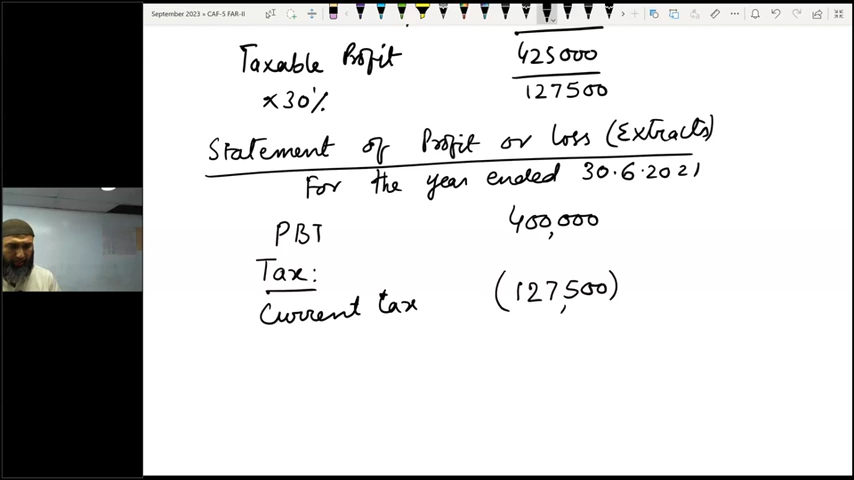 September 2023 » CAF-5 FAR-II
Taxable Profit 425000
×30% 127500
Statement of Profit or Loss (Extracts)
For the year ended 30.6.2021
PBT 400,000
Tax:
Current tax (127,500)